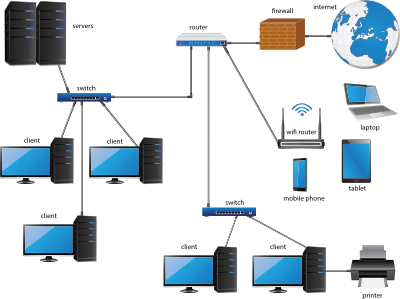 internet
firewall
router
servers
switch
laptop
wifi router
client
client
tablet
mobile phone
switch
client
client
client
printer